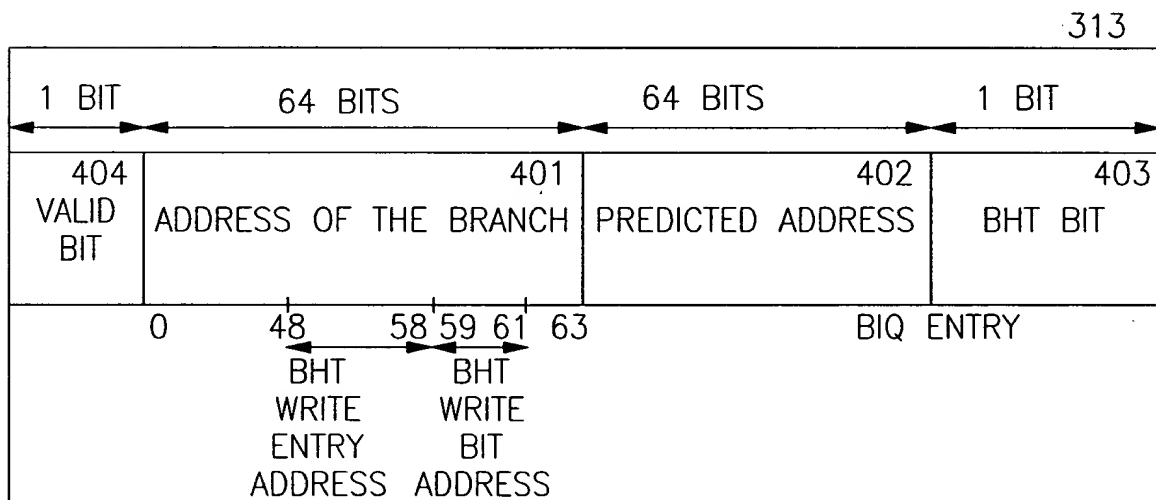 313
1 BIT 64 BITS 64 BITS 1 BIT
404 401 402 403
VALID BIT
ADDRESS OF THE BRANCH
PREDICTED ADDRESS
BHT BIT
0 48 58 59 61 63
BIQ ENTRY
BHT
WRITE
ENTRY
ADDRESS
BHT
WRITE
BIT
ADDRESS